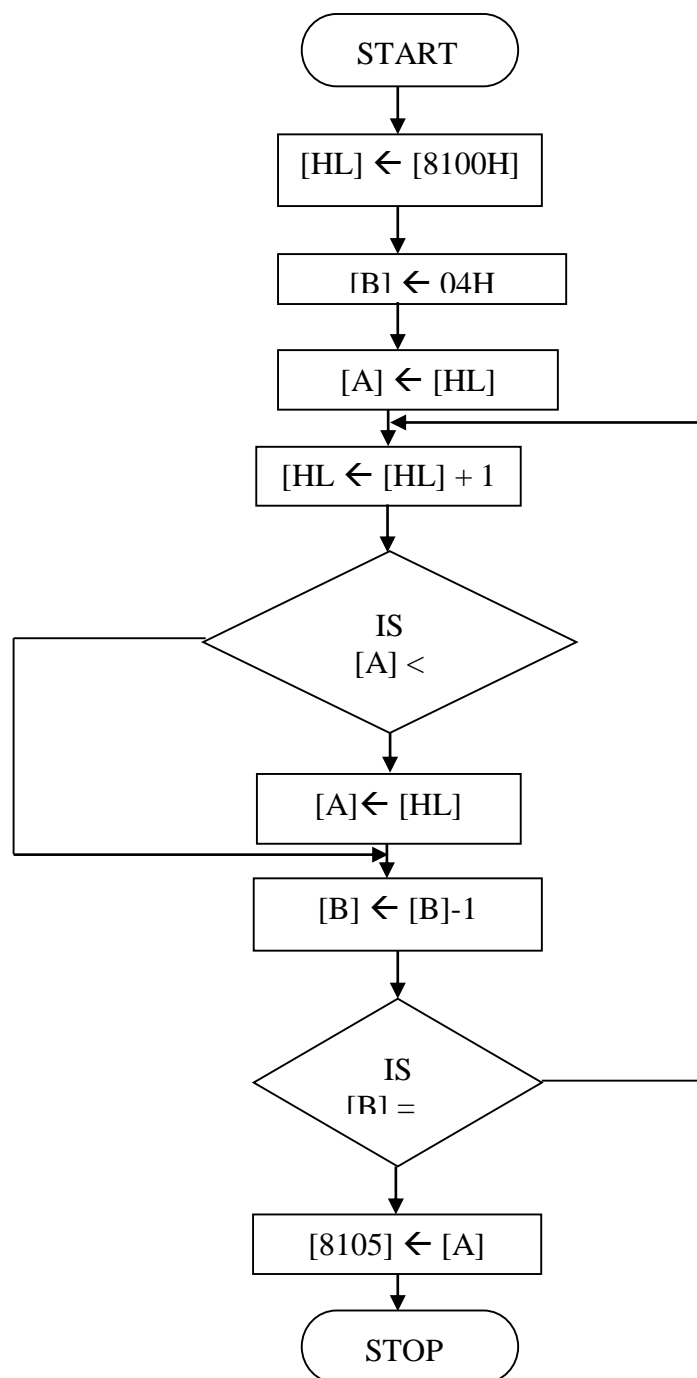 START
[HL] ← [8100H]
[B] ← 04H
[A] ← [HL]
[HL ← [HL] + 1
IS
[A] <
[A]← [HL]
[B] ← [B]-1
IS
[B] =
[8105] ← [A]
STOP